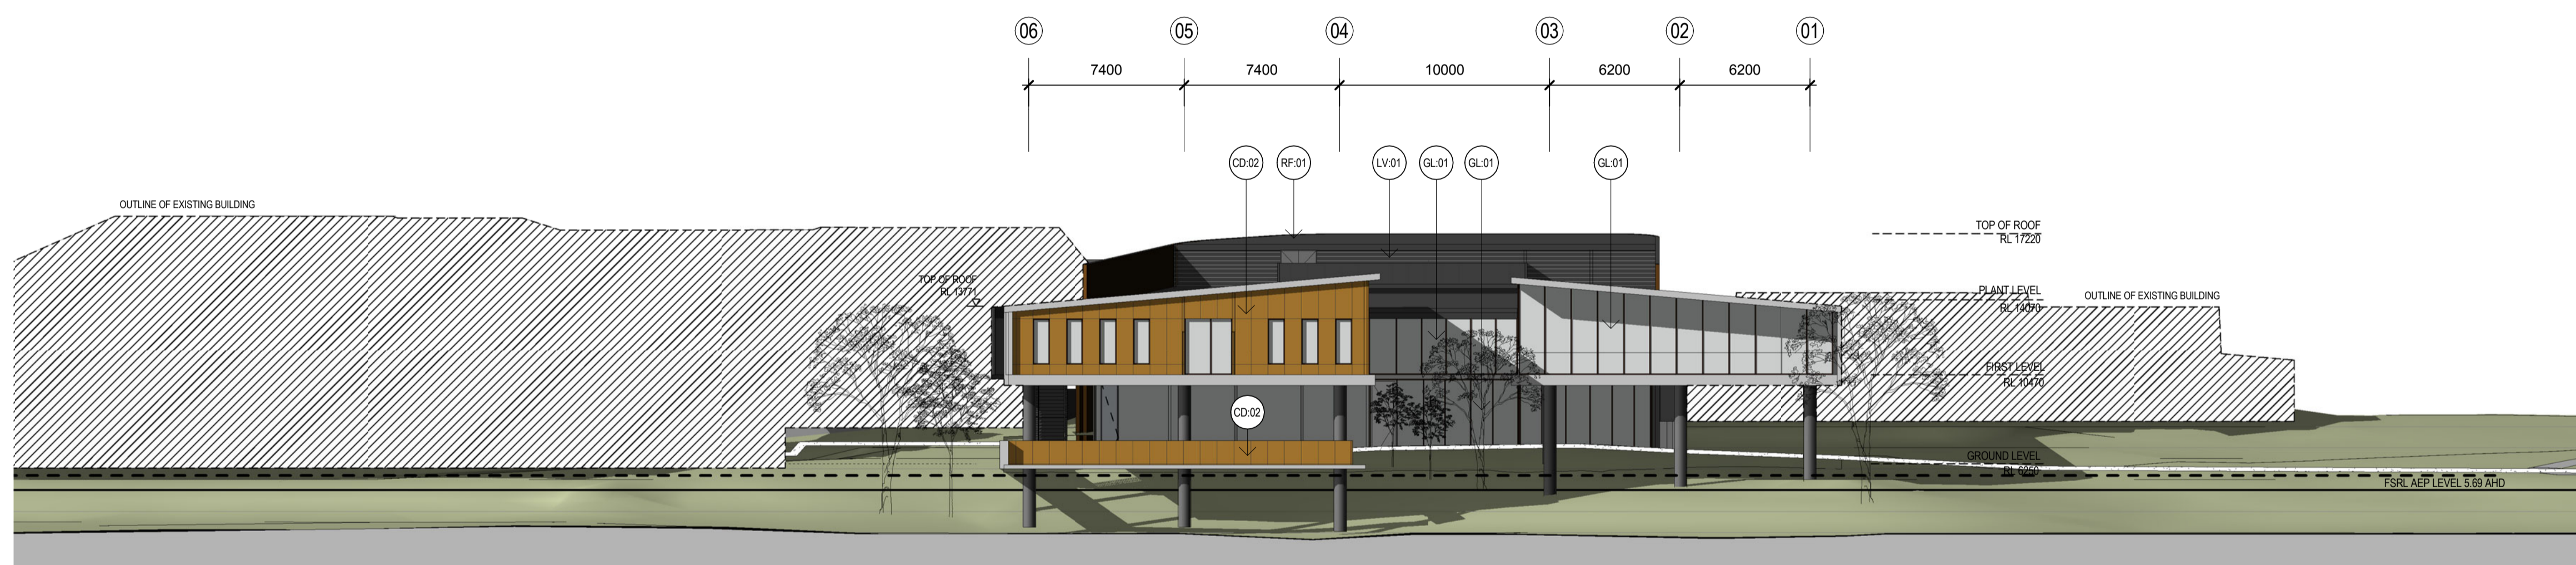 06 05 04 03 02 01
7400 7400 10000 6200 6200
CD:02 RF:01 LV:01 GL:01 GL:01 GL:01
OUTLINE OF EXISTING BUILDING
TOP OF ROOF
RL 17220
TOP OF ROOF
RL 13771
PLANT LEVEL
RL 14070
OUTLINE OF EXISTING BUILDING
FIRST LEVEL
RL 10470
CD:02
GROUND LEVEL
RL 6250
FSRL AEP LEVEL 5.69 AHD